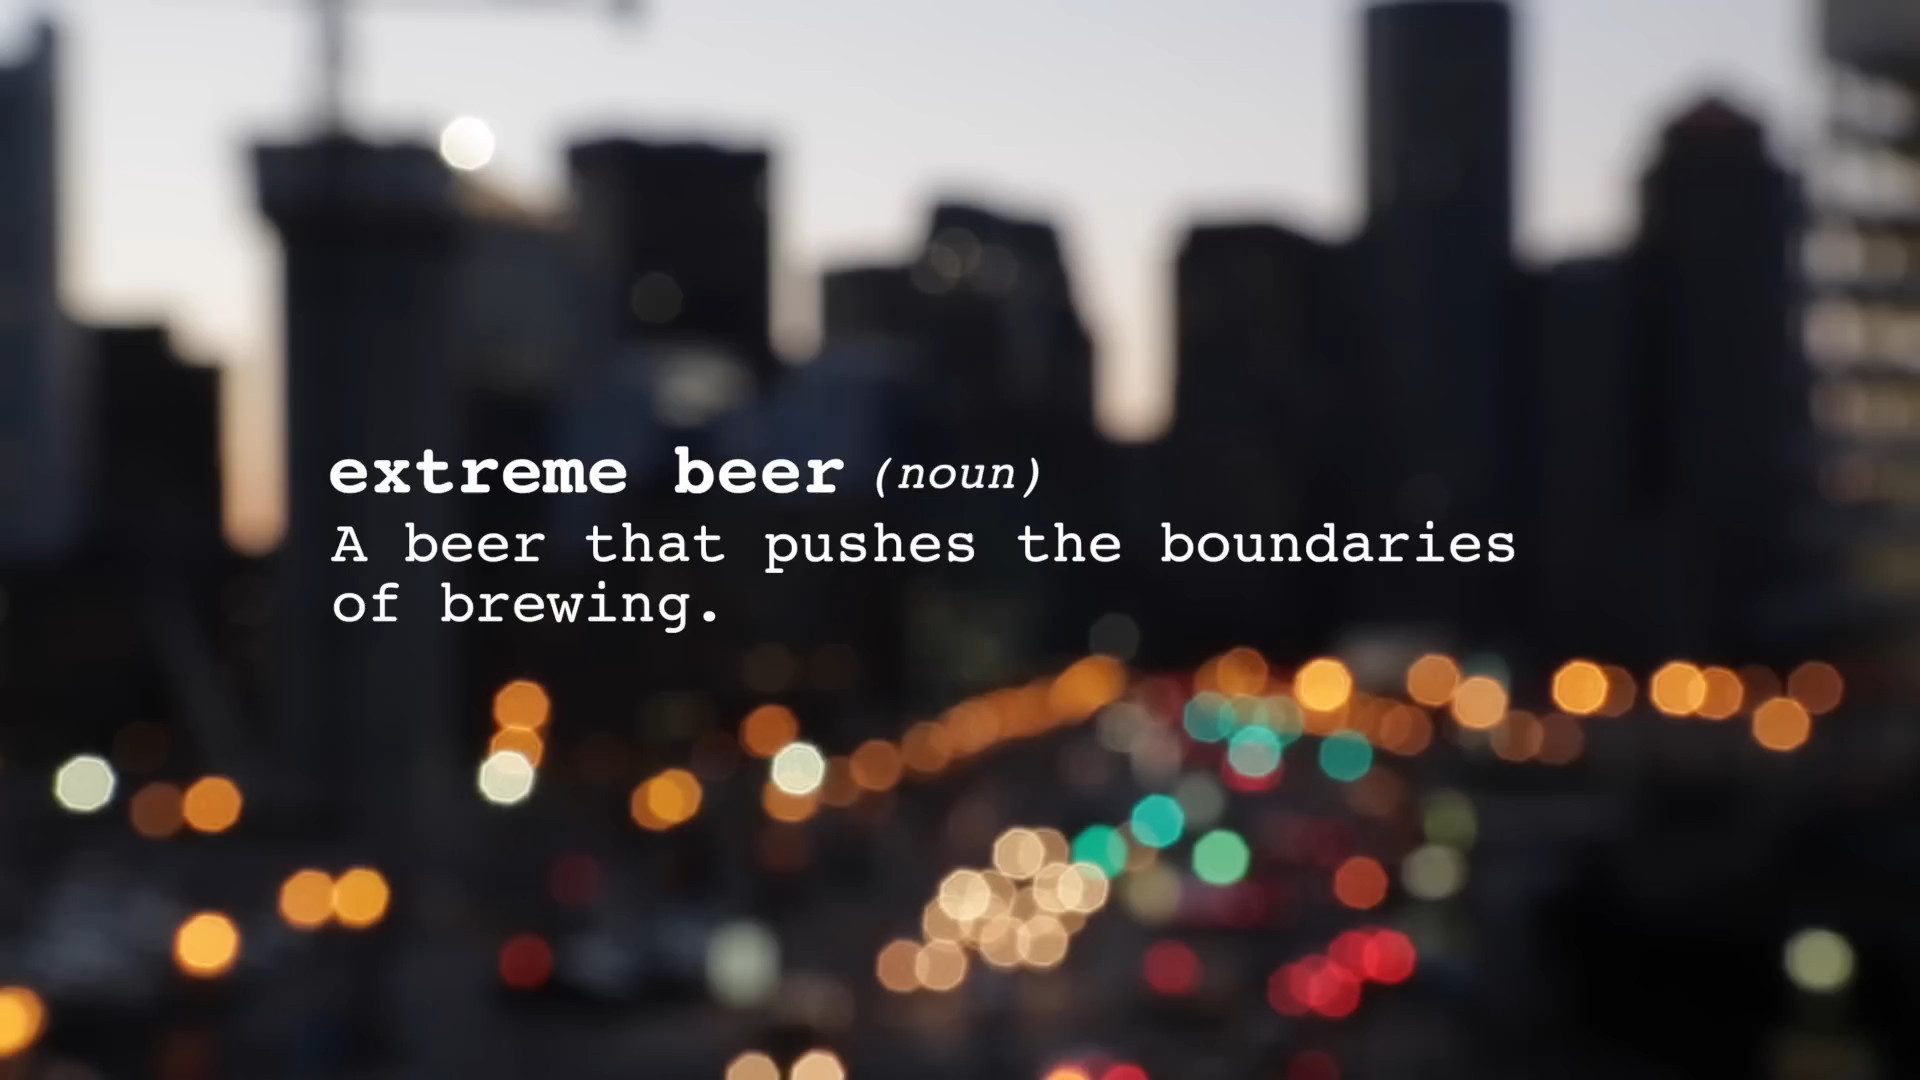 extreme beer (noun)
A beer that pushes the boundaries
of brewing.